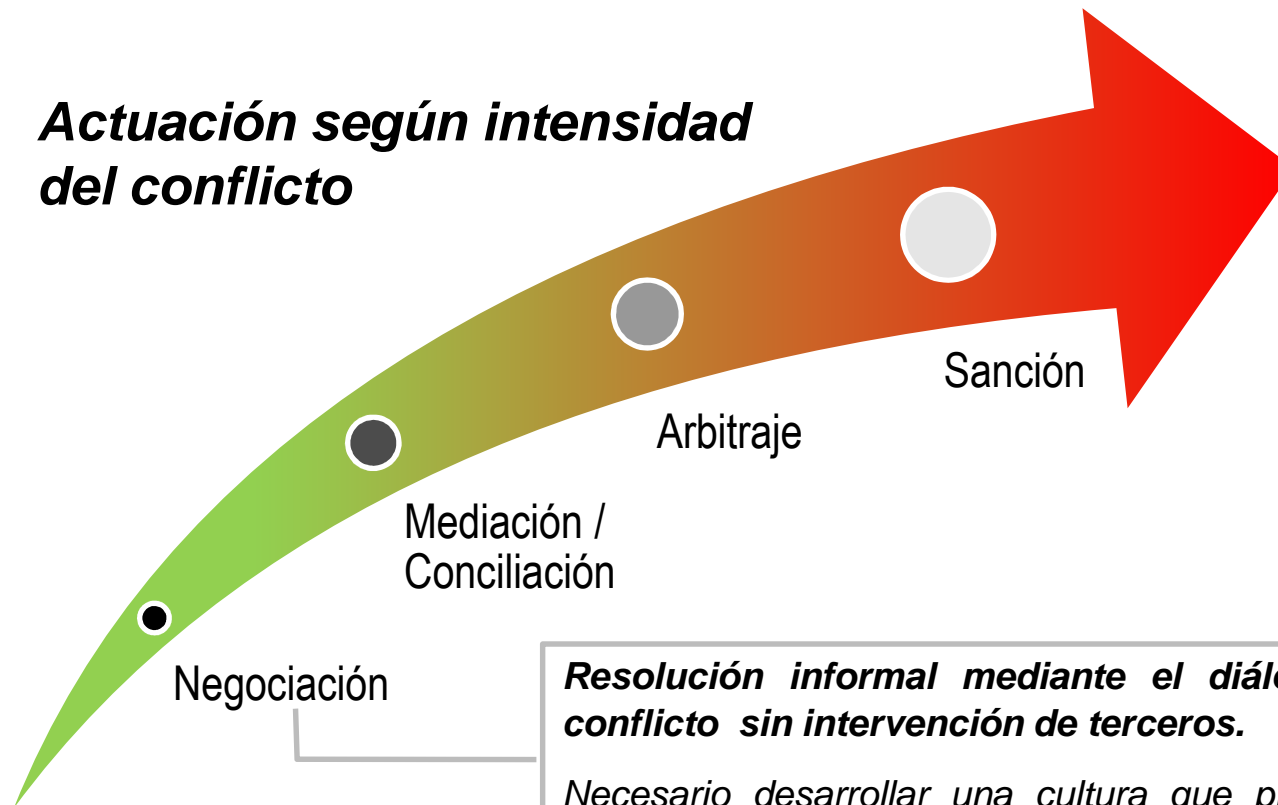 Actuación según intensidad
del conflicto
Sanción
Arbitraje
Mediación /
Conciliación
Negociación
Resolución informal mediante el
conflicto sin intervención de terceros.
Necesario desarrollar una cultura que